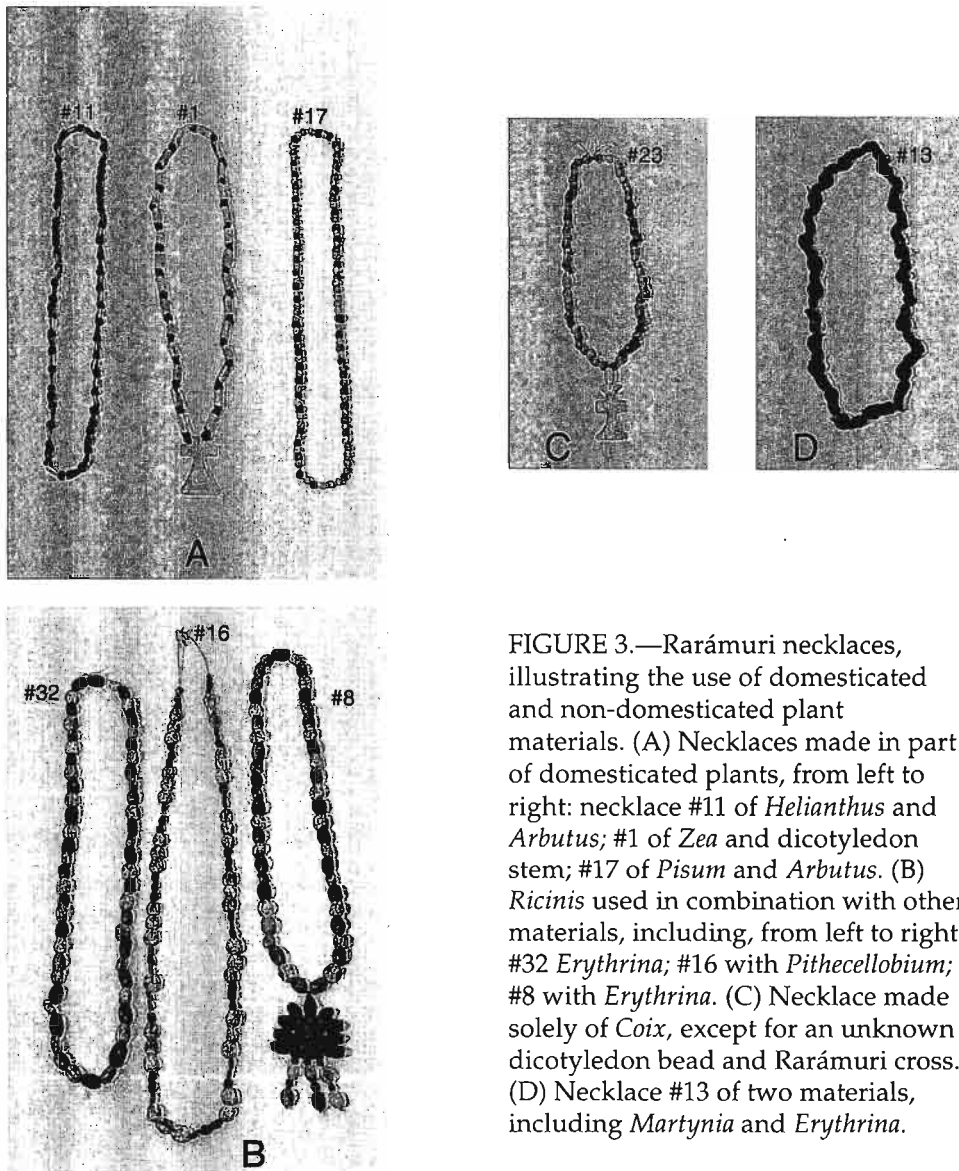 #11 #1 #17
A
#23
C
#13
D
#32 #16 #8
B
FIGURE 3.—Rarámuri necklaces,
illustrating the use of domesticated
and non-domesticated plant
materials. (A) Necklaces made in part
of domesticated plants, from left to
right: necklace #11 of Helianthus and
Arbutus; #1 of Zea and dicotyledon
stem; #17 of Pisum and Arbutus. (B)
Ricinis used in combination with other
materials, including, from left to right
#32 Erythrina; #16 with Pithecellobium;
#8 with Erythrina. (C) Necklace made
solely of Coix, except for an unknown
dicotyledon bead and Rarámuri cross.
(D) Necklace #13 of two materials,
including Martynia and Erythrina.